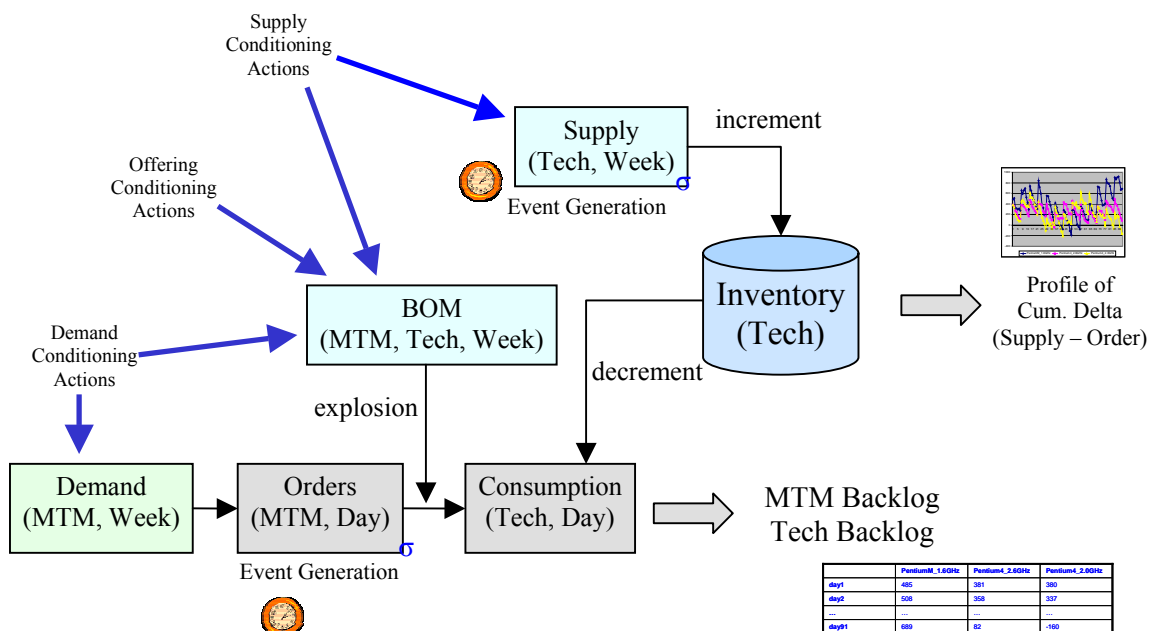 Supply
Conditioning
Actions
Supply
(Tech, Week)
σ
increment
Event Generation
Offering
Conditioning
Actions
Inventory
(Tech)
Profile of
Cum. Delta
(Supply – Order)
BOM
(MTM, Tech, Week)
Demand
Conditioning
Actions
decrement
explosion
Demand
(MTM, Week)
Orders
(MTM, Day)
σ
Event Generation
Consumption
(Tech, Day)
MTM Backlog
Tech Backlog
PentiumM_1.6GHz Pentium4_2.6GHz Pentium4_2.0GHz
day1 485 381 380
day2 508 358 337
... ... ... ...
day91 689 82 -160